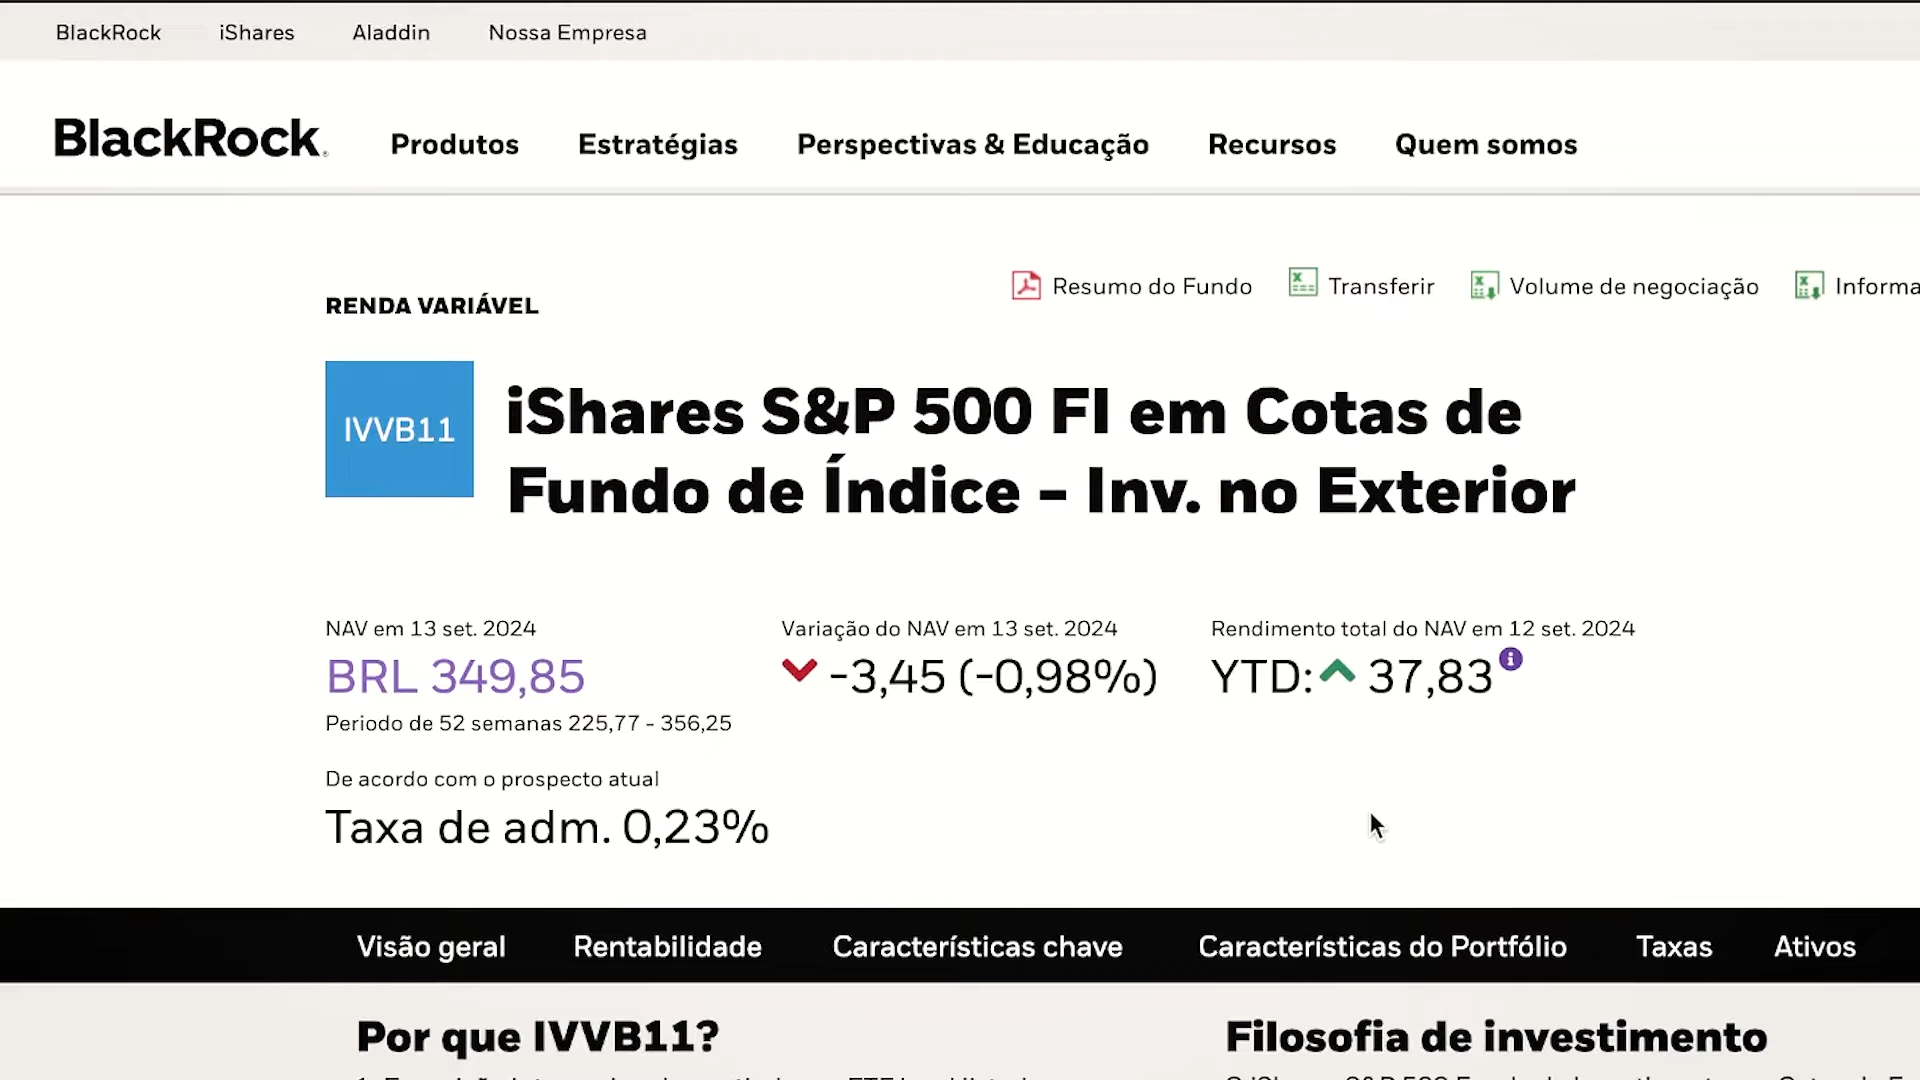 BlackRock iShares Aladdin Nossa Empresa
BlackRock. Produtos Estratégias Perspectivas & Educação Recursos Quem somos
Resumo do Fundo Transferir Volume de negociação Informa
RENDA VARIÁVEL
IVVB11
iShares S&P 500 FI em Cotas de
Fundo de Índice - Inv. no Exterior
NAV em 13 set. 2024
BRL 349,85
Periodo de 52 semanas 225,77 - 356,25
Variação do NAV em 13 set. 2024
-3,45 (-0,98%)
Rendimento total do NAV em 12 set. 2024
YTD: 37,83
De acordo com o prospecto atual
Taxa de adm. 0,23%
Visão geral Rentabilidade Características chave Características do Portfólio Taxas Ativos
Por que IVVB11?
Filosofia de investimento